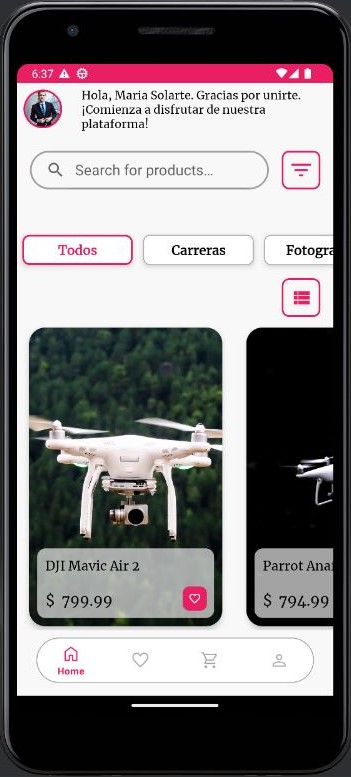 6:37
Hola, Maria Solarte. Gracias por unirte.
¡Comienza a disfrutar de nuestra
plataforma!
Search for products...
Todos Carreras Fotogra
DJI Mavic Air 2
$ 799.99
Parrot Ana
$ 794.99
Home